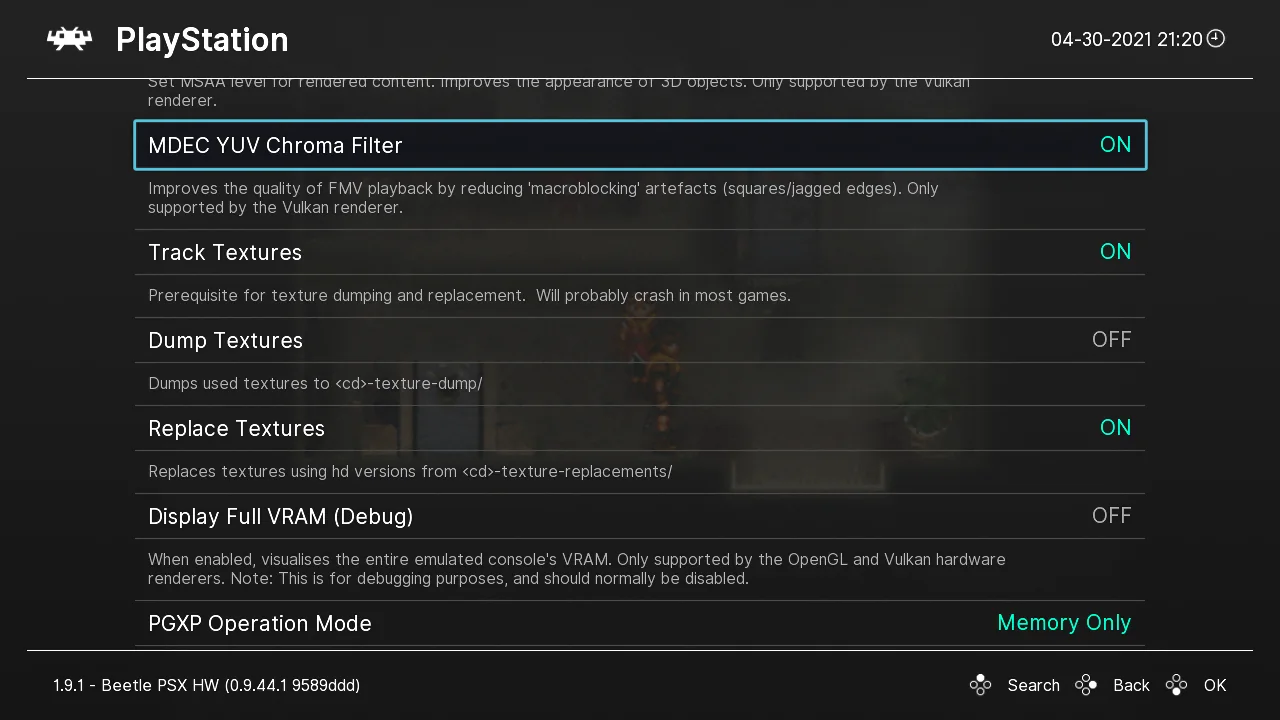 PlayStation
04-30-2021 21:20
Set MSAA level for rendered content. Improves the appearance of 3D objects. Only supported by the Vulkan
renderer.
MDEC YUV Chroma Filter ON
Improves the quality of FMV playback by reducing 'macroblocking' artefacts (squares/jagged edges). Only
supported by the Vulkan renderer.
Track Textures ON
Prerequisite for texture dumping and replacement.  Will probably crash in most games.
Dump Textures OFF
Dumps used textures to <cd>-texture-dump/
Replace Textures ON
Replaces textures using hd versions from <cd>-texture-replacements/
Display Full VRAM (Debug) OFF
When enabled, visualises the entire emulated console's VRAM. Only supported by the OpenGL and Vulkan hardware
renderers. Note: This is for debugging purposes, and should normally be disabled.
PGXP Operation Mode Memory Only
1.9.1 - Beetle PSX HW (0.9.44.1 9589ddd)
Search Back OK